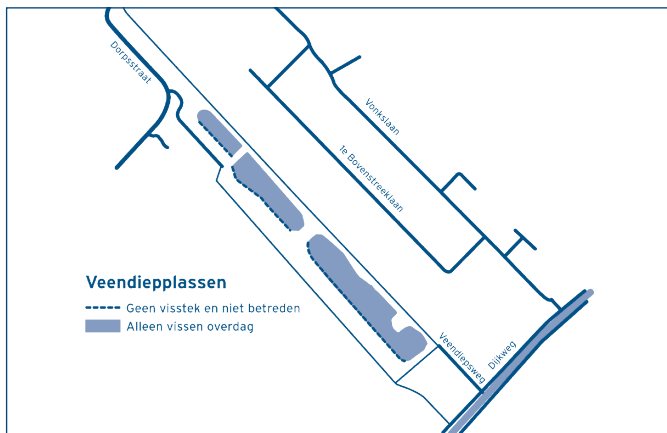 Dorpsstraat
Vonkslaan
1e Bovenstreeklaan
Veendiepplassen
Geen visstek en niet betreden
Alleen vissen overdag
Veendiepsweg
Dijkweg